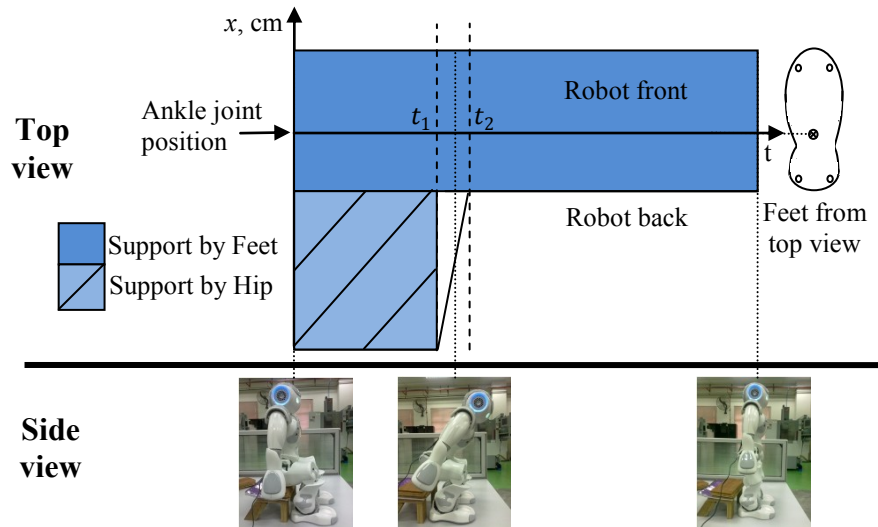 x, cm
Robot front
Ankle joint
position
t₁
t₂
t
Top
view
Robot back
Feet from
top view
Support by Feet
Support by Hip
Side
view